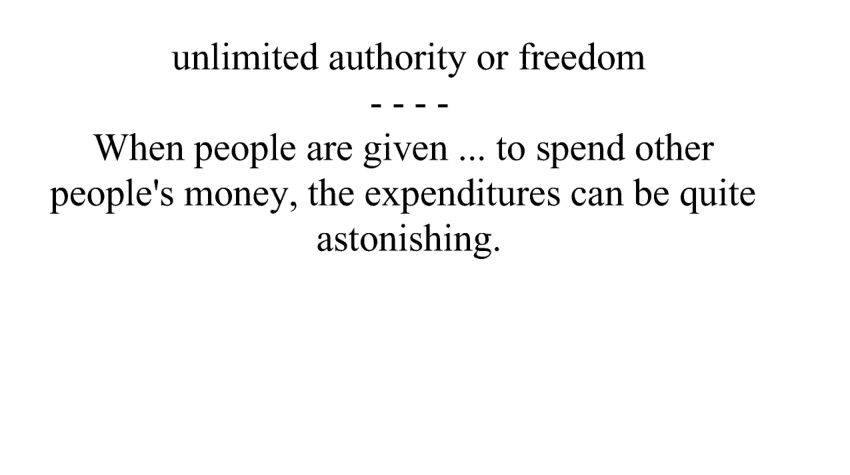 unlimited authority or freedom
- - - -
When people are given ... to spend other
people's money, the expenditures can be quite
astonishing.